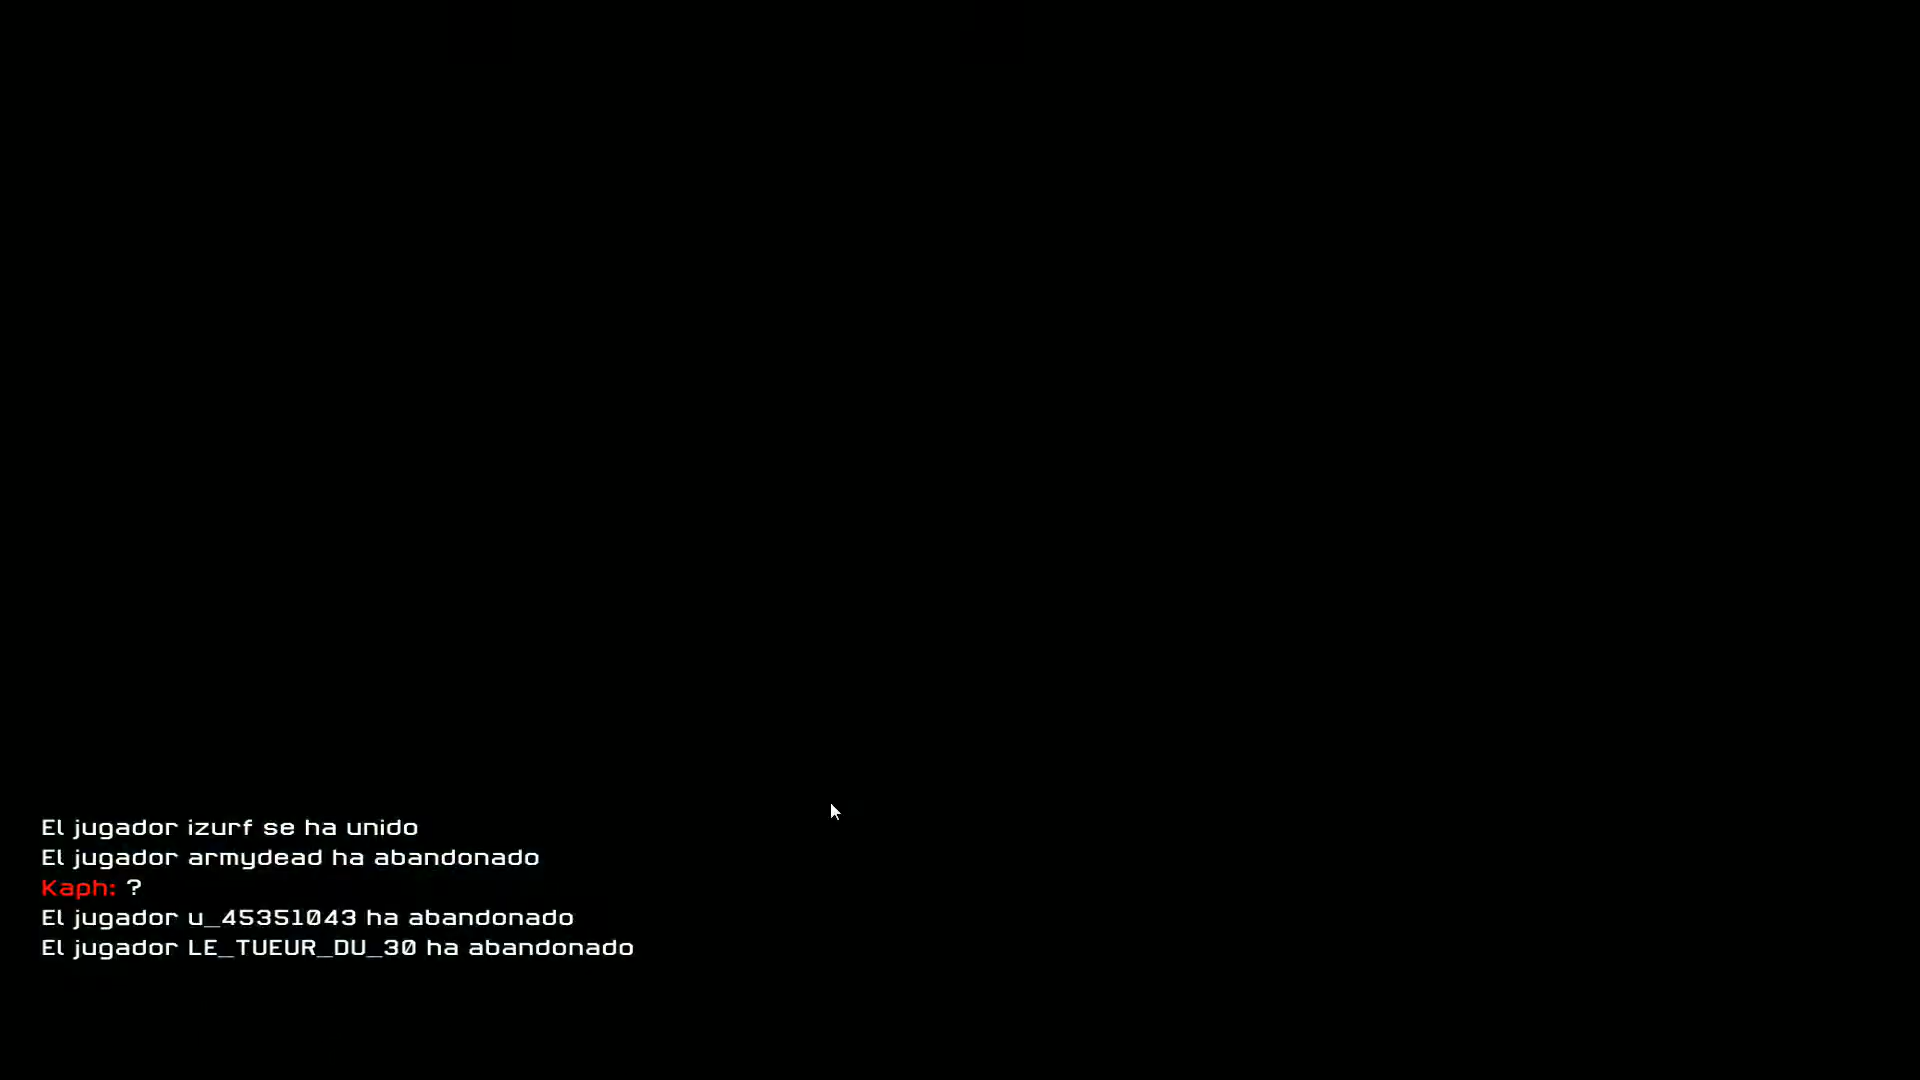 El jugador izurf se ha unido
El jugador armydead ha abandonado
Kaph: ?
El jugador u_45351043 ha abandonado
El jugador LE_TUEUR_DU_30 ha abandonado